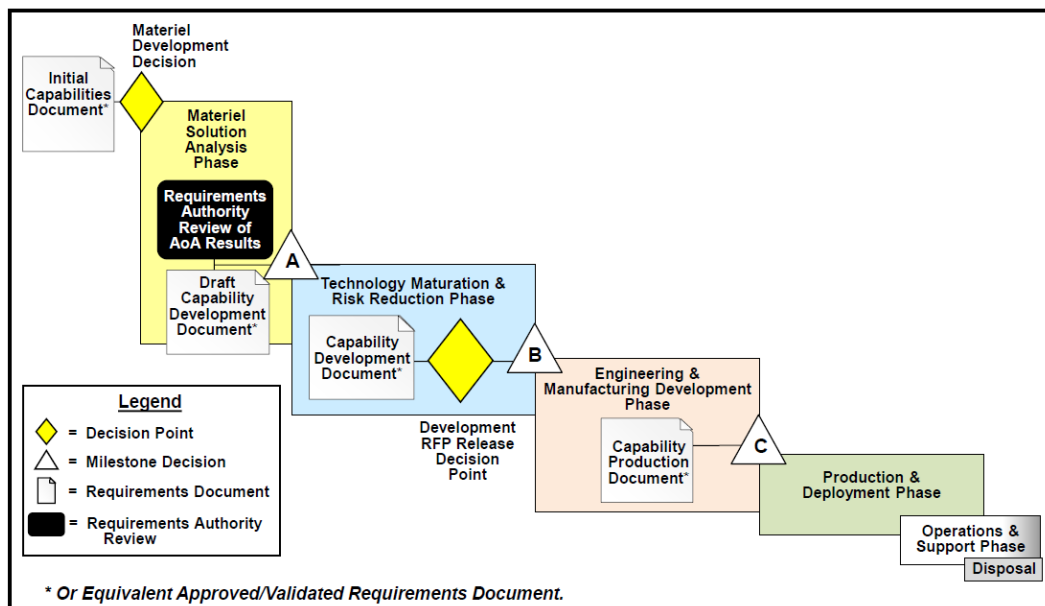 Materiel
Development
Decision
Initial
Capabilities
Document*
Materiel
Solution
Analysis
Phase
Requirements
Authority
Review of
AoA Results
A
Draft
Capability
Development
Document*
Technology Maturation &
Risk Reduction Phase
Capability
Development
Document*
B
Development
RFP Release
Decision
Point
Engineering &
Manufacturing Development
Phase
Capability
Production
Document*
C
Production &
Deployment Phase
Operations &
Support Phase
Disposal
Legend
= Decision Point
= Milestone Decision
= Requirements Document
= Requirements Authority
Review
* Or Equivalent Approved/Validated Requirements Document.